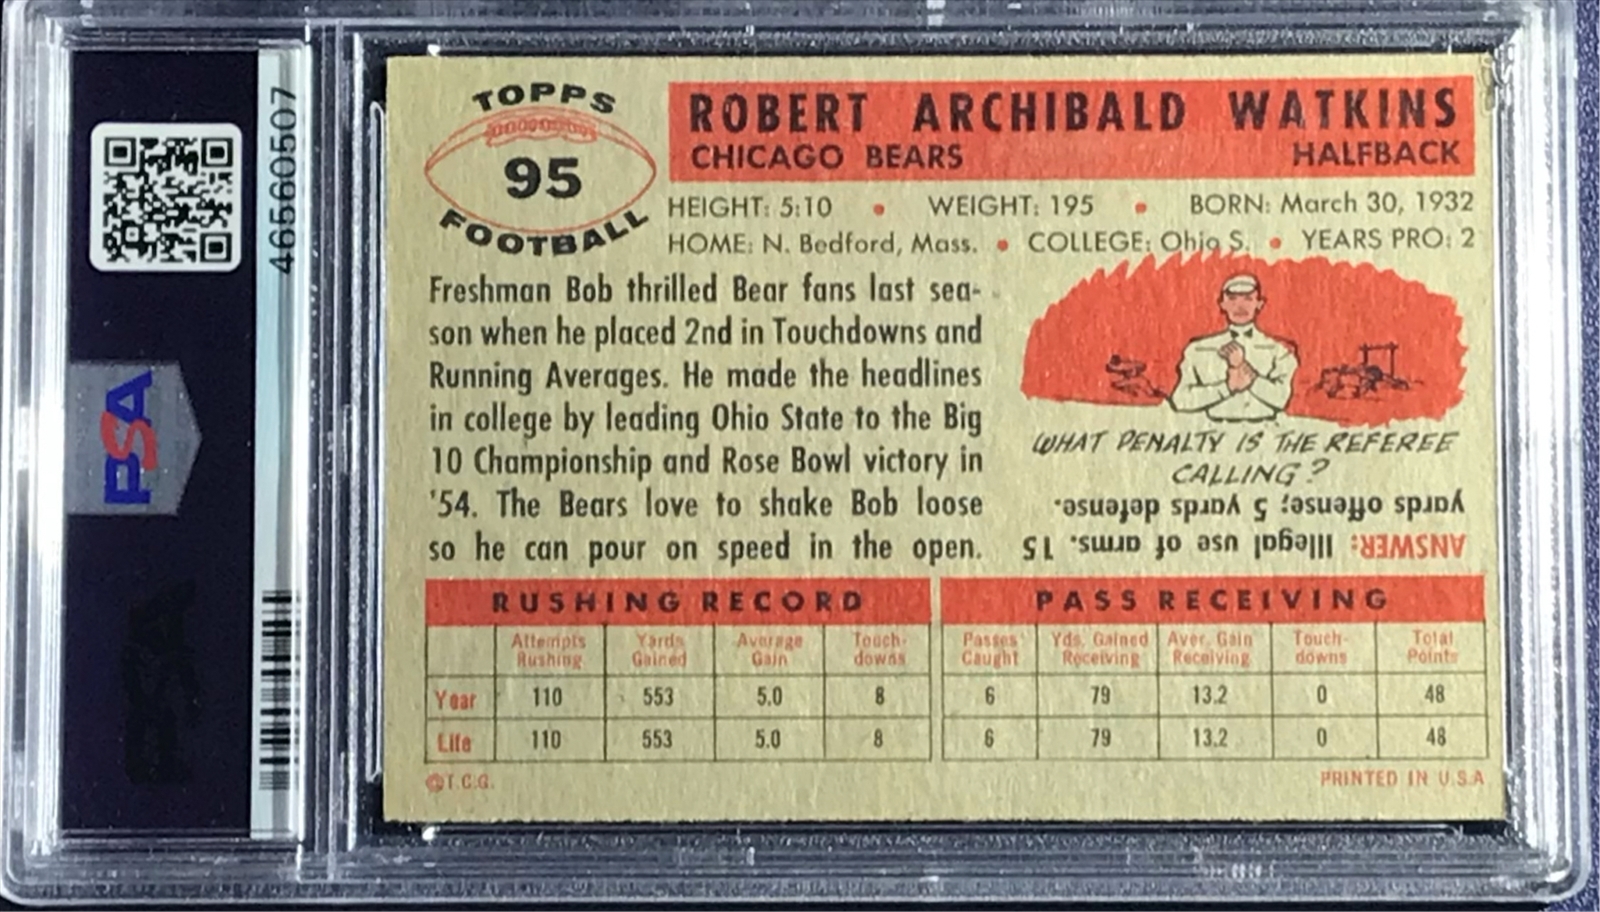 46560507
PSA
TOPPS
95
FOOTBALL
ROBERT ARCHIBALD WATKINS
CHICAGO BEARS HALFBACK
HEIGHT: 5:10 • WEIGHT: 195 • BORN: March 30, 1932
HOME: N. Bedford, Mass. • COLLEGE: Ohio S. • YEARS PRO: 2
Freshman Bob thrilled Bear fans last sea-
son when he placed 2nd in Touchdowns and
Running Averages. He made the headlines
in college by leading Ohio State to the Big
10 Championship and Rose Bowl victory in
'54. The Bears love to shake Bob loose
so he can pour on speed in the open.
WHAT PENALTY IS THE REFEREE
CALLING?
ANSWER: Illegal use of arms. 15
yards offense; 5 yards defense.
RUSHING RECORD
Attempts Yards Average Touch-
Rushing Gained Gain downs
Year 110 553 5.0 8
Life 110 553 5.0 8
PASS RECEIVING
Passes Yds. Gained Aver. Gain Touch- Total
Caught Receiving Receiving downs Points
6 79 13.2 0 48
6 79 13.2 0 48
©T.C.G. PRINTED IN U.S.A